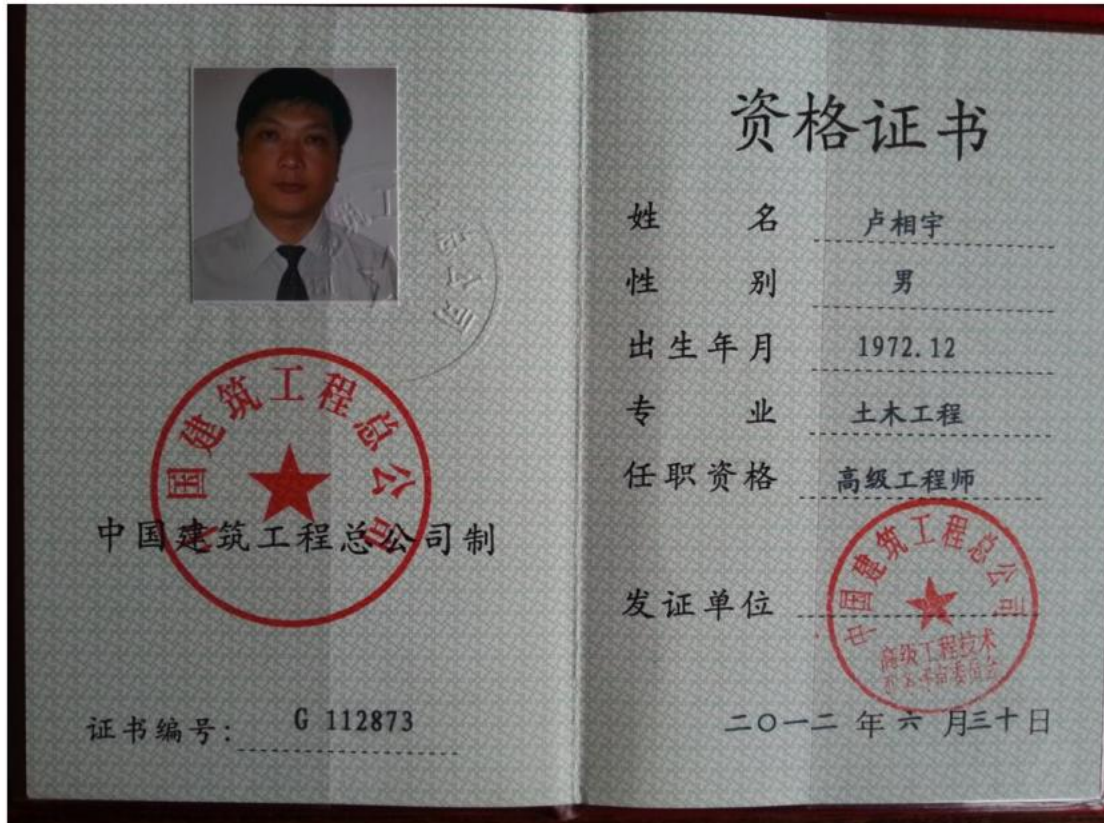 中国建筑工程总公司
中国建筑工程总公司制
证书编号: G 112873
资格证书
姓名 卢相宇
性别 男
出生年月 1972.12
专业 土木工程
任职资格 高级工程师
发证单位
中国建筑工程总公司
高级工程技术
二〇一二年六月三十日